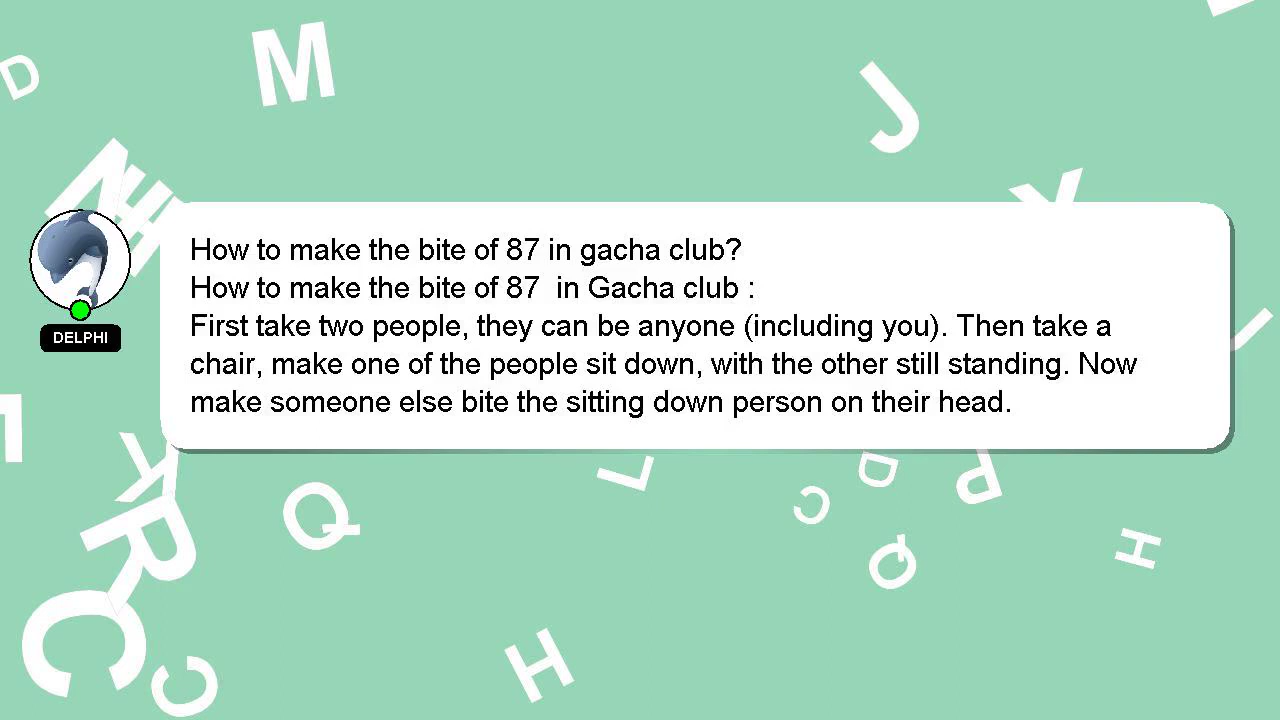 How to make the bite of 87 in gacha club?
How to make the bite of 87  in Gacha club :
First take two people, they can be anyone (including you). Then take a
chair, make one of the people sit down, with the other still standing. Now
make someone else bite the sitting down person on their head.
DELPHI
D
M
J
N
E
H
X
L
R
C
C
Q
L
C
D
P
Q
H
H